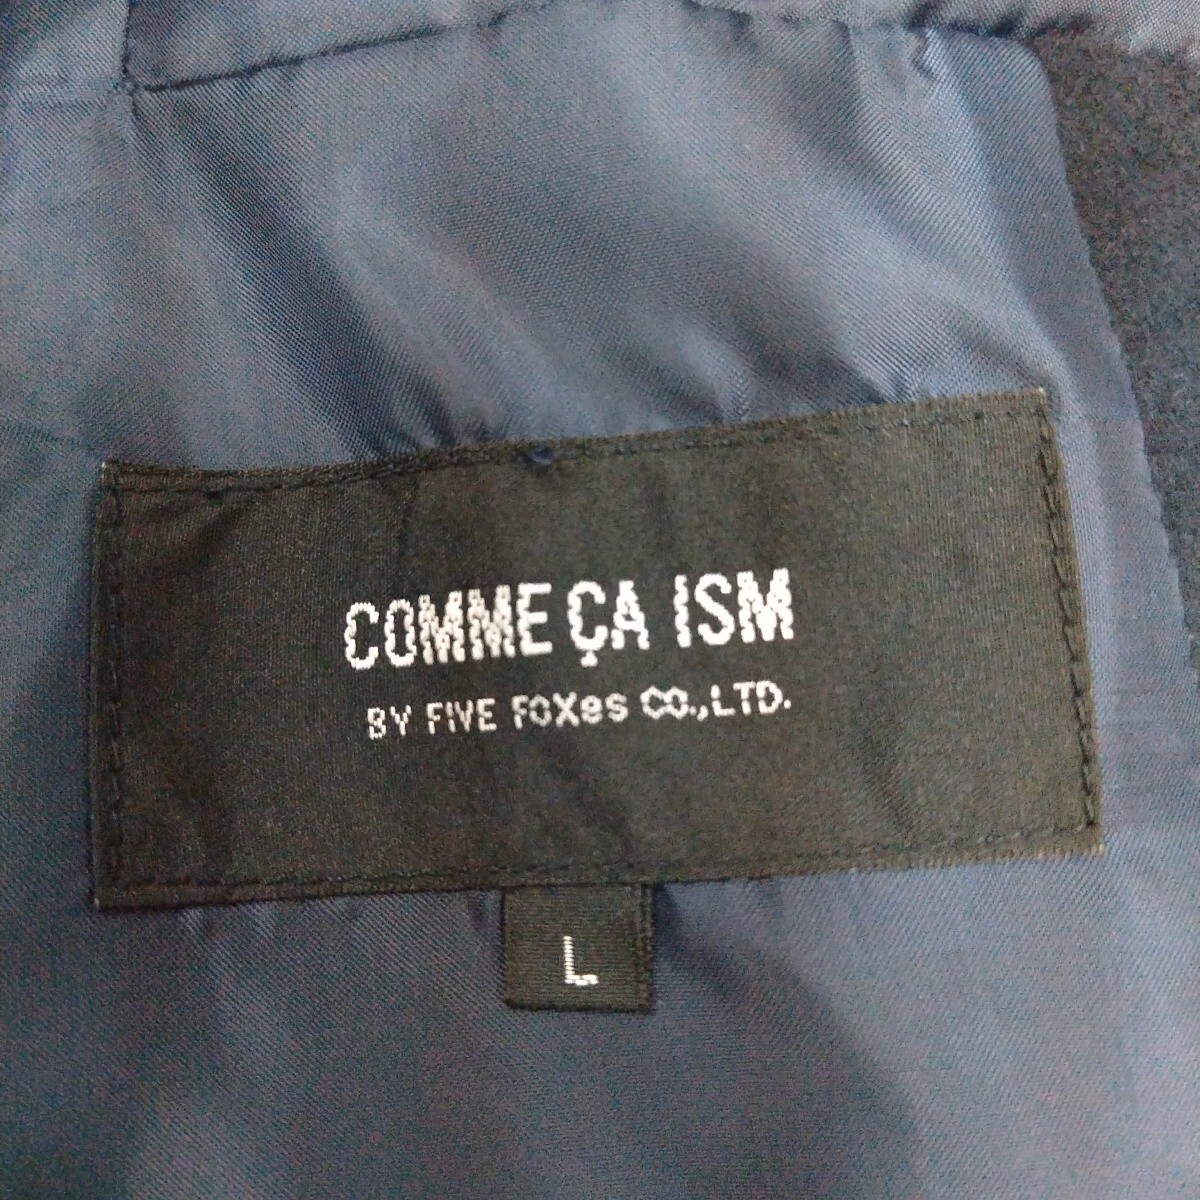 COMME ÇA ISM
BY FIVE FOXes CO.,LTD.
L